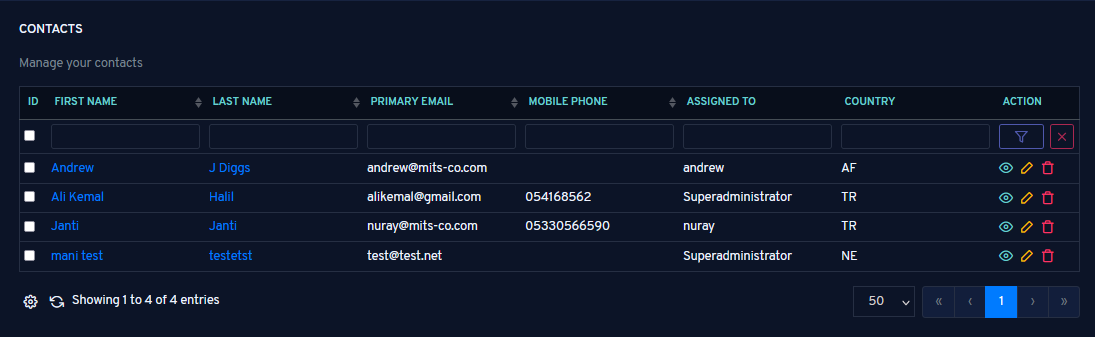 CONTACTS
Manage your contacts
ID FIRST NAME LAST NAME PRIMARY EMAIL MOBILE PHONE ASSIGNED TO COUNTRY ACTION
Andrew J Diggs andrew@mits-co.com andrew AF
Ali Kemal Halil alikemal@gmail.com 054168562 Superadministrator TR
Janti Janti nuray@mits-co.com 05330566590 nuray TR
mani test testetst test@test.net Superadministrator NE
Showing 1 to 4 of 4 entries 50 « ‹ 1 › »